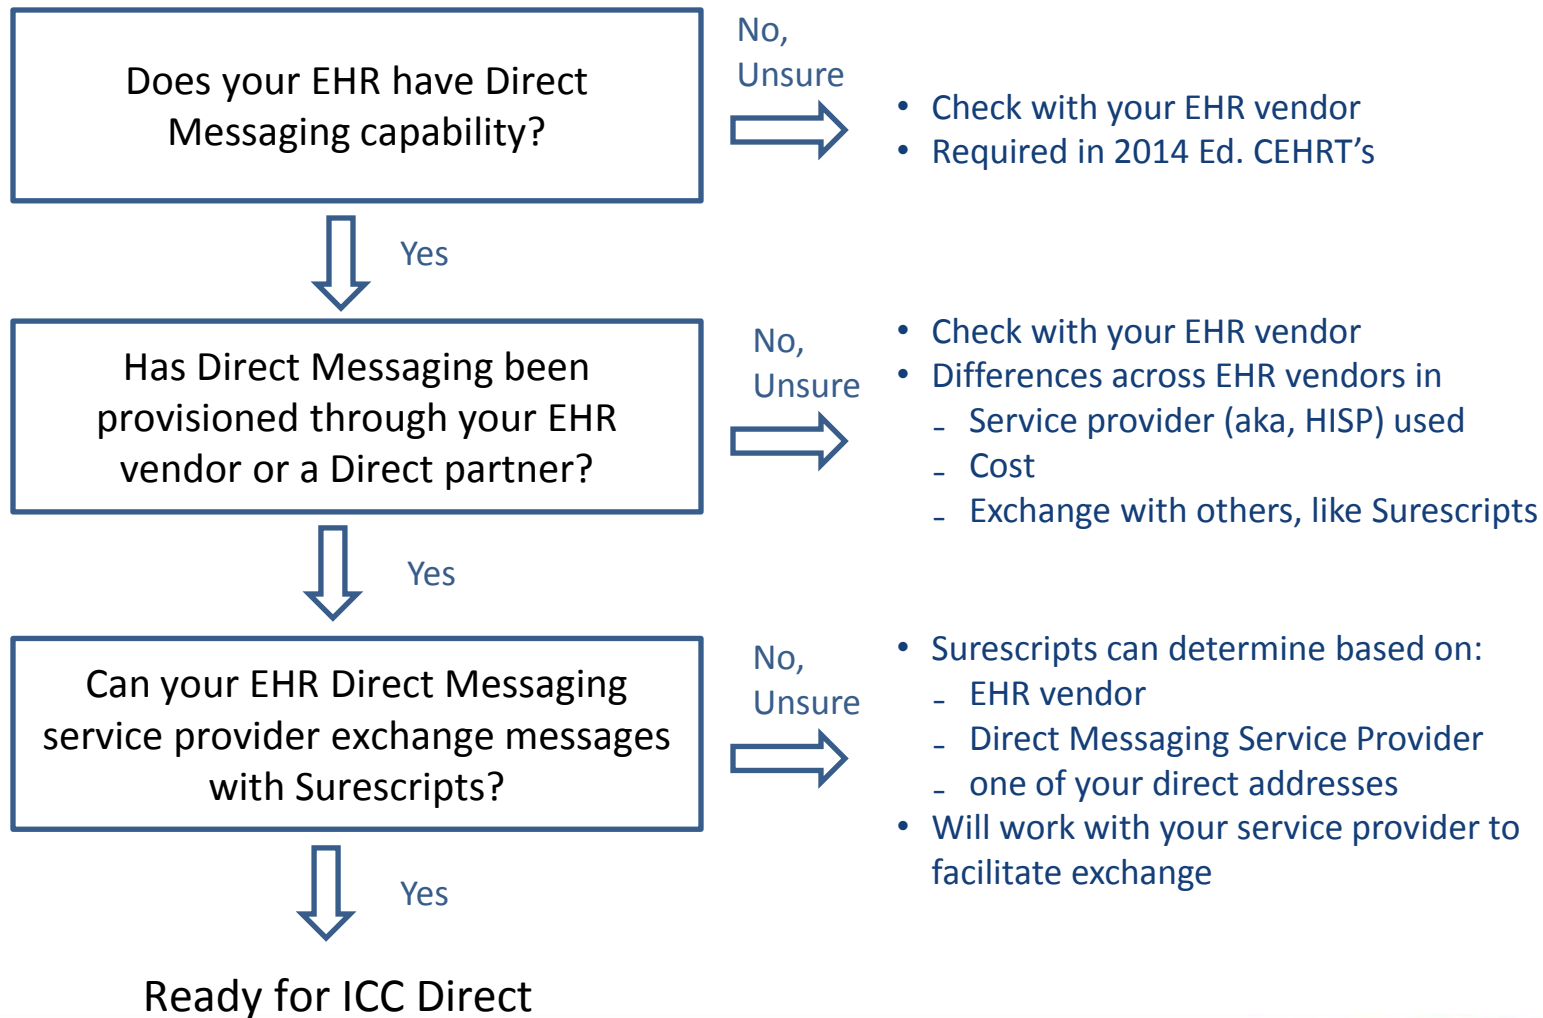 Does your EHR have Direct
Messaging capability?
No,
Unsure
• Check with your EHR vendor
• Required in 2014 Ed. CEHRT's
Yes
Has Direct Messaging been
provisioned through your EHR
vendor or a Direct partner?
No,
Unsure
• Check with your EHR vendor
• Differences across EHR vendors in
- Service provider (aka, HISP) used
- Cost
- Exchange with others, like Surescripts
Yes
Can your EHR Direct Messaging
service provider exchange messages
with Surescripts?
No,
Unsure
• Surescripts can determine based on:
- EHR vendor
- Direct Messaging Service Provider
- one of your direct addresses
• Will work with your service provider to
facilitate exchange
Yes
Ready for ICC Direct